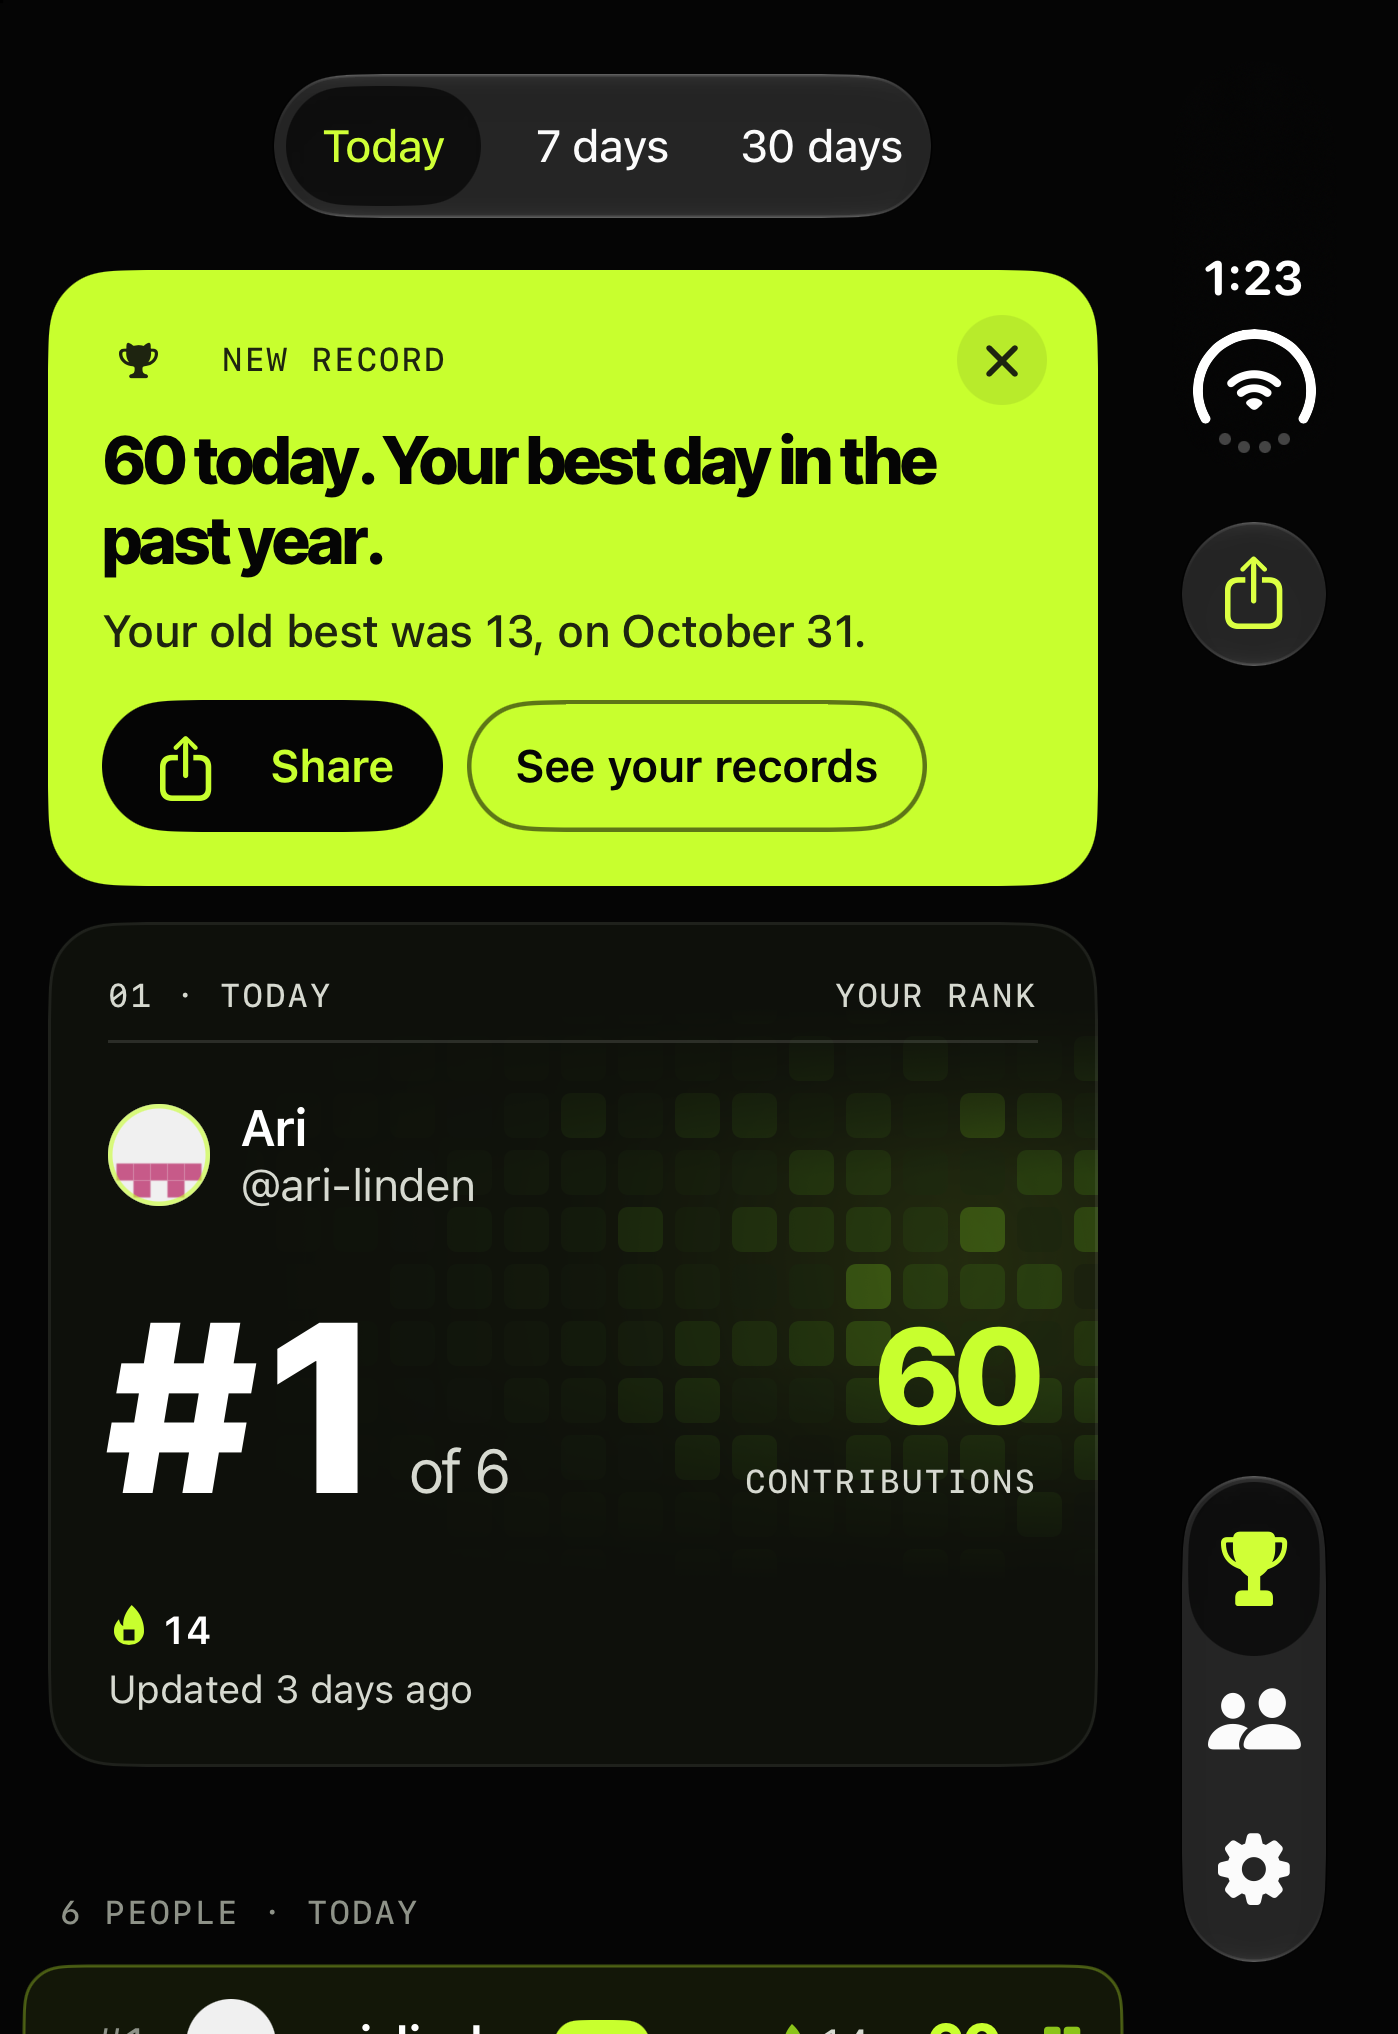 Today 7 days 30 days
1:23
NEW RECORD
60 today. Your best day in the
past year.
Your old best was 13, on October 31.
Share See your records
01 · TODAY YOUR RANK
Ari
@ari-linden
#1 of 6
60
CONTRIBUTIONS
14
Updated 3 days ago
6 PEOPLE · TODAY